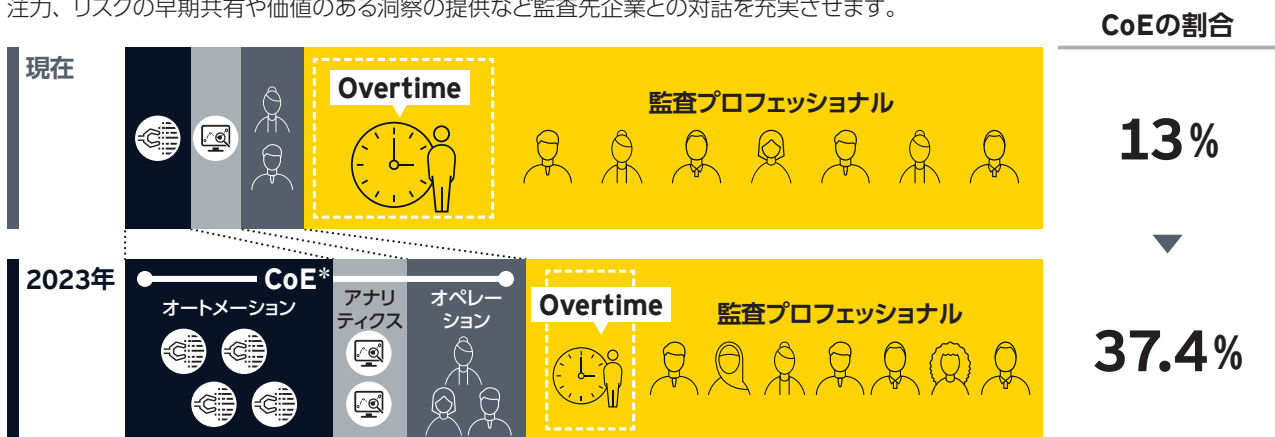 注力、リスクの早期共有や価値のある洞察の提供など監査先企業との対話を充実させます。
CoEの割合
現在
Overtime
監査プロフェッショナル
13%
2023年
CoE*
オートメーション
アナリ
ティクス
オペレー
ション
Overtime
監査プロフェッショナル
37.4%